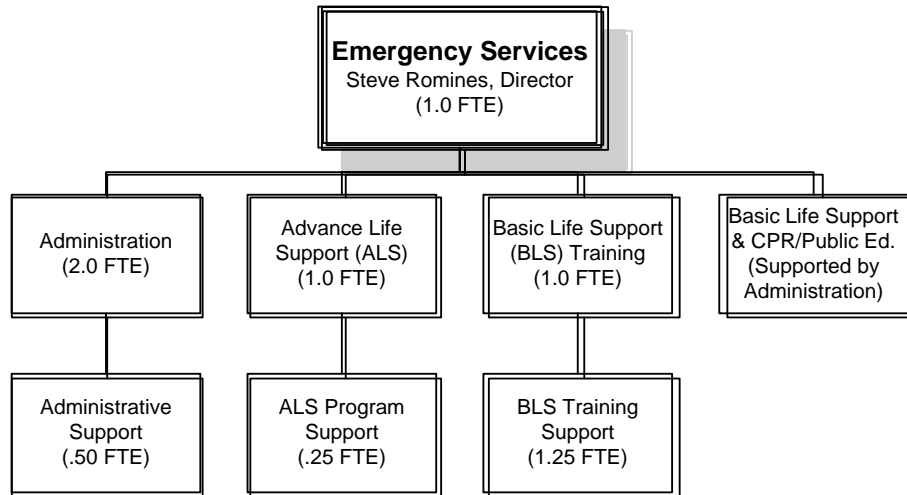 Emergency Services
Steve Romines, Director
(1.0 FTE)
Administration
(2.0 FTE)
Advance Life
Support (ALS)
(1.0 FTE)
Basic Life Support
(BLS) Training
(1.0 FTE)
Basic Life Support
& CPR/Public Ed.
(Supported by
Administration)
Administrative
Support
(.50 FTE)
ALS Program
Support
(.25 FTE)
BLS Training
Support
(1.25 FTE)